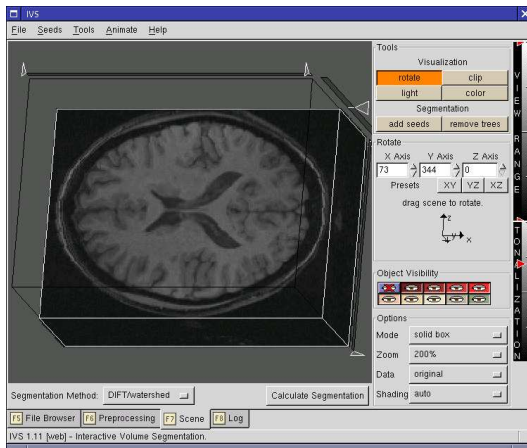 IVS
File Seeds Tools Animate Help
Tools
Visualization
rotate clip
light color
Segmentation
add seeds remove trees
Rotate
X Axis Y Axis Z Axis
73 344 0
Presets XY YZ XZ
drag scene to rotate.
z
y x
Object Visibility
Options
Mode solid box
Zoom 200%
Data original
Shading auto
VIEW RANGE
TONALIZATION
Segmentation Method: DIFT/watershed Calculate Segmentation
F5 File Browser F6 Preprocessing F7 Scene F8 Log
IVS 1.11 [web] - Interactive Volume Segmentation.